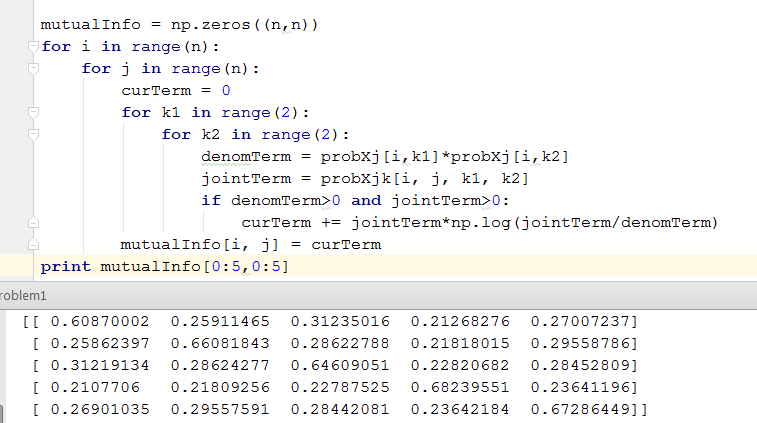 mutualInfo = np.zeros((n,n))
for i in range(n):
for j in range(n):
curTerm = 0
for k1 in range(2):
for k2 in range(2):
denomTerm = probXj[i,k1]*probXj[i,k2]
jointTerm = probXjk[i, j, k1, k2]
if denomTerm>0 and jointTerm>0:
curTerm += jointTerm*np.log(jointTerm/denomTerm)
mutualInfo[i, j] = curTerm
print mutualInfo[0:5,0:5]
roblem1
[[ 0.60870002 0.25911465 0.31235016 0.21268276 0.27007237]
[ 0.25862397 0.66081843 0.28622788 0.21818015 0.29558786]
[ 0.31219134 0.28624277 0.64609051 0.22820682 0.28452809]
[ 0.2107706 0.21809256 0.22787525 0.68239551 0.23641196]
[ 0.26901035 0.29557591 0.28442081 0.23642184 0.67286449]]